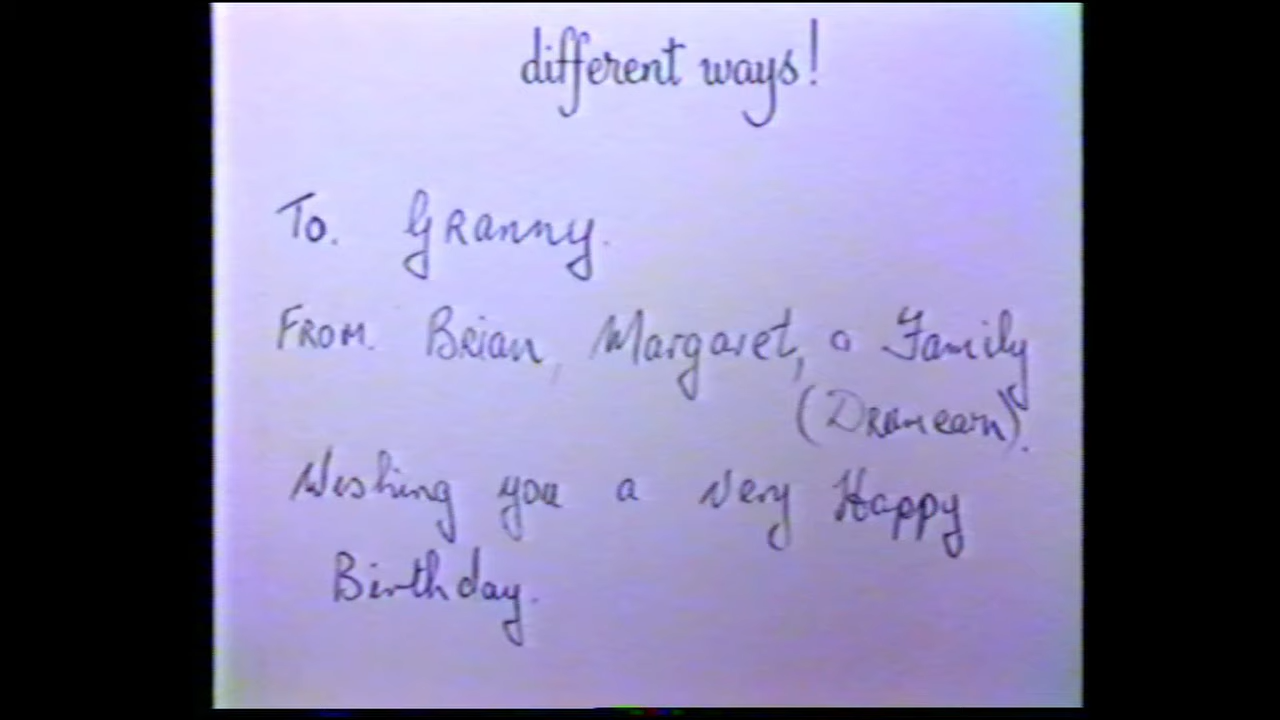 different ways!
To. Granny.
FROM. Brian, Margaret, & Family
(Drumearn).
Wishing you a very Happy
Birthday.